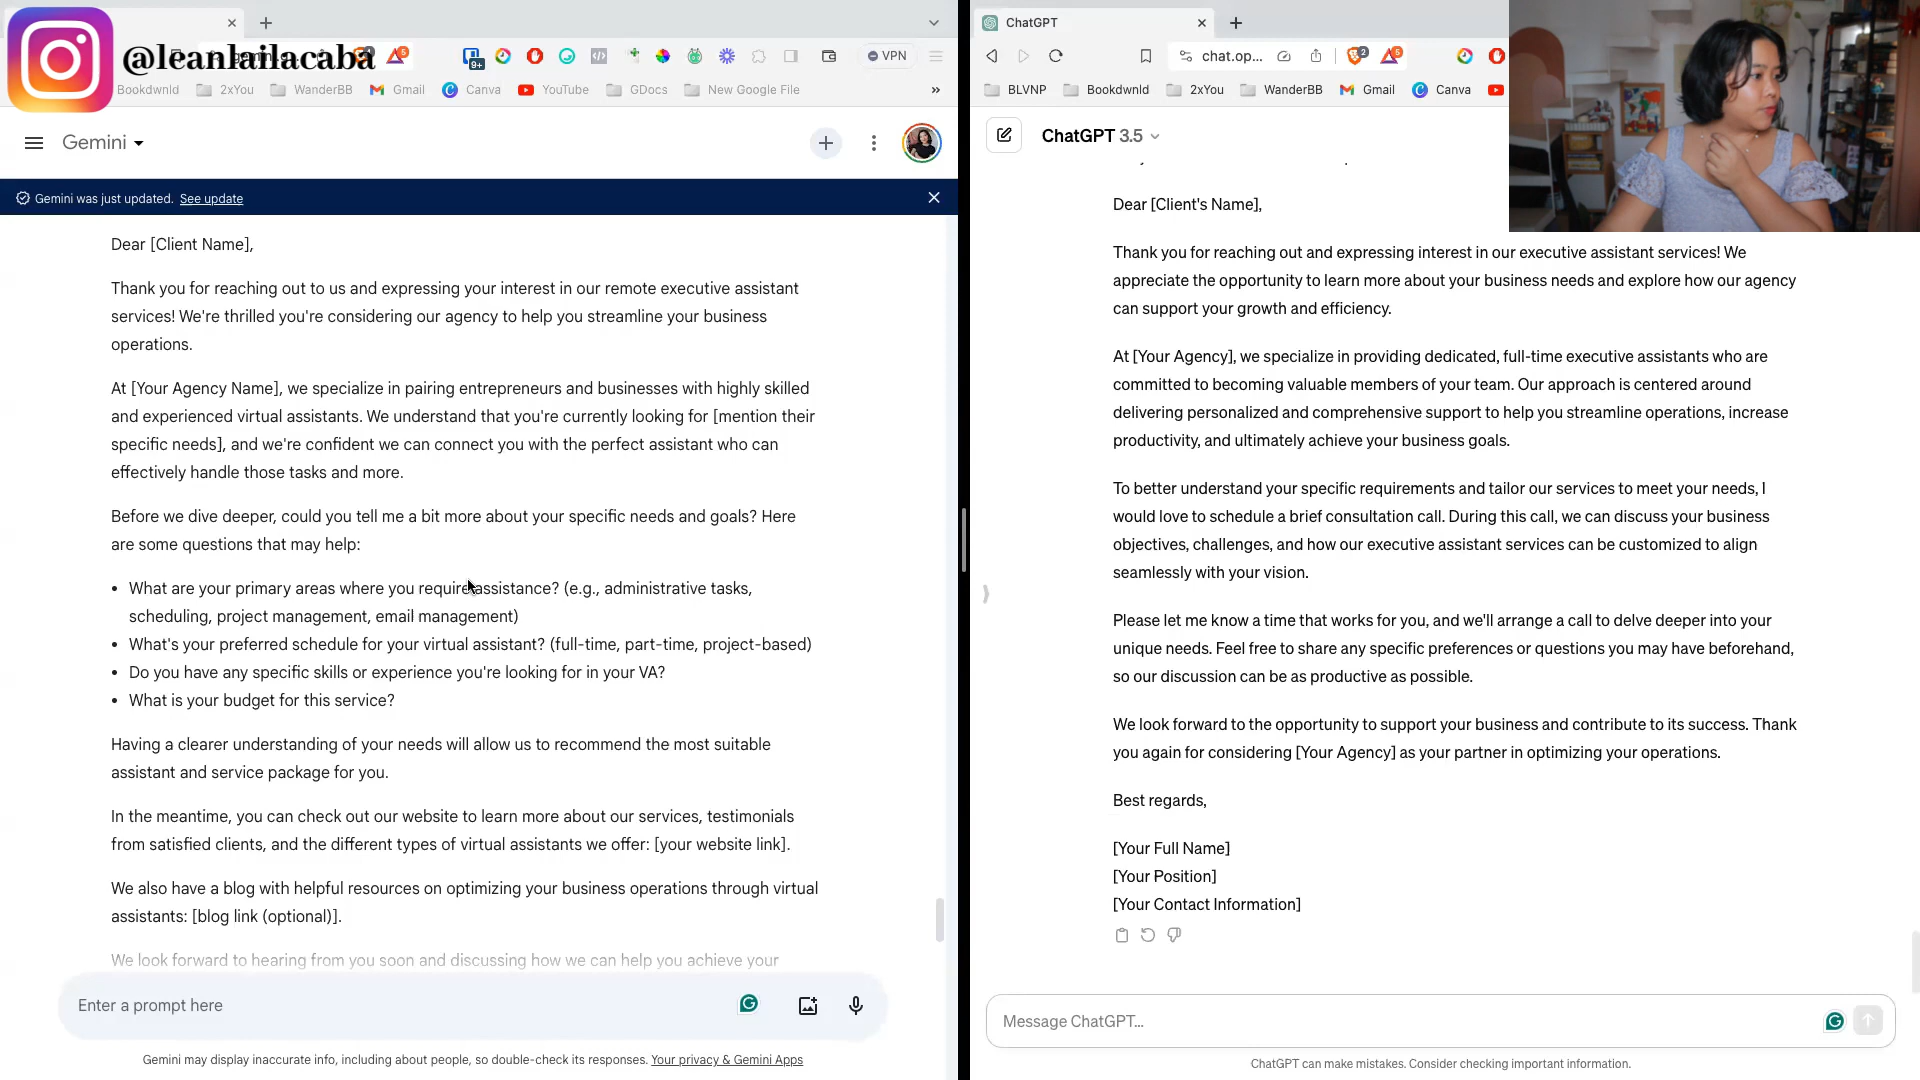 @leanlailacaba
9+
5
VPN
Bookdwnld
2xYou
WanderBB
Gmail
Canva
YouTube
GDocs
New Google File
»
Gemini
Gemini was just updated. See update
Dear [Client Name],
Thank you for reaching out to us and expressing your interest in our remote executive assistant
services! We're thrilled you're considering our agency to help you streamline your business
operations.
At [Your Agency Name], we specialize in pairing entrepreneurs and businesses with highly skilled
and experienced virtual assistants. We understand that you're currently looking for [mention their
specific needs], and we're confident we can connect you with the perfect assistant who can
effectively handle those tasks and more.
Before we dive deeper, could you tell me a bit more about your specific needs and goals? Here
are some questions that may help:
• What are your primary areas where you require assistance? (e.g., administrative tasks,
scheduling, project management, email management)
• What's your preferred schedule for your virtual assistant? (full-time, part-time, project-based)
• Do you have any specific skills or experience you're looking for in your VA?
• What is your budget for this service?
Having a clearer understanding of your needs will allow us to recommend the most suitable
assistant and service package for you.
In the meantime, you can check out our website to learn more about our services, testimonials
from satisfied clients, and the different types of virtual assistants we offer: [your website link].
We also have a blog with helpful resources on optimizing your business operations through virtual
assistants: [blog link (optional)].
We look forward to hearing from you soon and discussing how we can help you achieve your
Enter a prompt here
Gemini may display inaccurate info, including about people, so double-check its responses. Your privacy & Gemini Apps
ChatGPT
chat.op...
2
5
BLVNP
Bookdwnld
2xYou
WanderBB
Gmail
Canva
ChatGPT 3.5
Dear [Client's Name],
Thank you for reaching out and expressing interest in our executive assistant services! We
appreciate the opportunity to learn more about your business needs and explore how our agency
can support your growth and efficiency.
At [Your Agency], we specialize in providing dedicated, full-time executive assistants who are
committed to becoming valuable members of your team. Our approach is centered around
delivering personalized and comprehensive support to help you streamline operations, increase
productivity, and ultimately achieve your business goals.
To better understand your specific requirements and tailor our services to meet your needs, I
would love to schedule a brief consultation call. During this call, we can discuss your business
objectives, challenges, and how our executive assistant services can be customized to align
seamlessly with your vision.
Please let me know a time that works for you, and we'll arrange a call to delve deeper into your
unique needs. Feel free to share any specific preferences or questions you may have beforehand,
so our discussion can be as productive as possible.
We look forward to the opportunity to support your business and contribute to its success. Thank
you again for considering [Your Agency] as your partner in optimizing your operations.
Best regards,
[Your Full Name]
[Your Position]
[Your Contact Information]
Message ChatGPT...
ChatGPT can make mistakes. Consider checking important information.